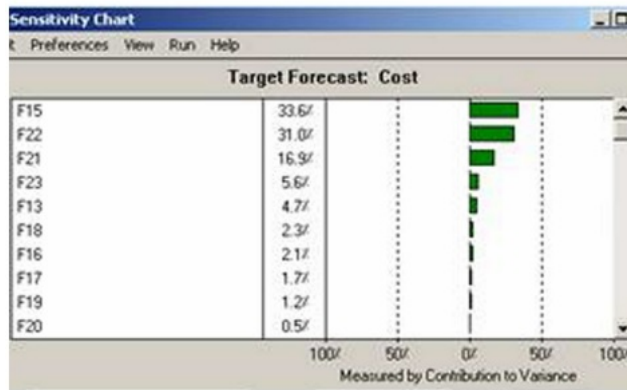 Sensitivity Chart
t Preferences View Run Help
Target Forecast: Cost
F15 33.6%
F22 31.0%
F21 16.9%
F23 5.6%
F13 4.7%
F18 2.3%
F16 2.1%
F17 1.7%
F19 1.2%
F20 0.5%
100% 50% 0% 50% 100%
Measured by Contribution to Variance